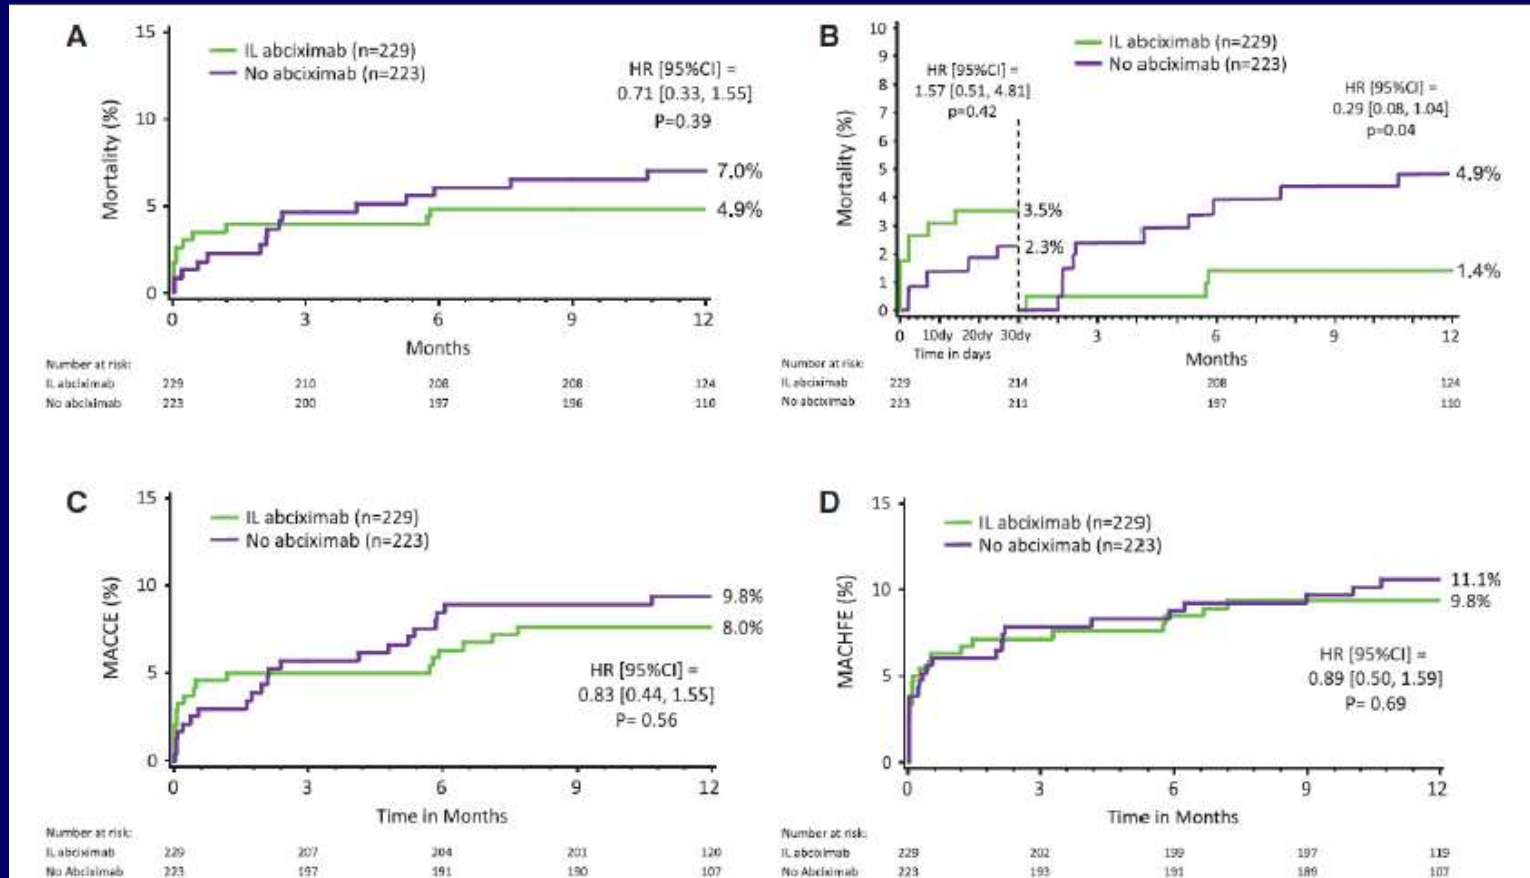 A
15
10
5
0
Mortality (%)
IL abciximab (n=229)
No abciximab (n=223)
HR [95%CI] =
0.71 [0.33, 1.55]
P=0.39
7.0%
4.9%
0 3 6 9 12
Months
Number at risk:
IL abciximab 229 210 208 208 124
No abciximab 223 200 197 196 110
B
10
9
8
7
6
5
4
3
2
1
0
Mortality (%)
IL abciximab (n=229)
No abciximab (n=223)
HR [95%CI] =
1.57 [0.51, 4.81]
p=0.42
HR [95%CI] =
0.29 [0.08, 1.04]
p=0.04
3.5%
2.3%
4.9%
1.4%
0 10dy 20dy 30dy 3 6 9 12
Time in days
Months
Number at risk:
IL abciximab 229 214 208 124
No abciximab 223 211 197 110
C
15
10
5
0
MACCE (%)
IL abciximab (n=229)
No abciximab (n=223)
9.8%
8.0%
HR [95%CI] =
0.83 [0.44, 1.55]
P= 0.56
0 3 6 9 12
Time in Months
Number at risk:
IL abciximab 229 207 204 201 120
No Abciximab 223 197 191 190 107
D
15
10
5
0
MACHFE (%)
IL abciximab (n=229)
No abciximab (n=223)
11.1%
9.8%
HR [95%CI] =
0.89 [0.50, 1.59]
P= 0.69
0 3 6 9 12
Time in Months
Number at risk:
IL abciximab 229 202 199 197 119
No Abciximab 223 193 191 189 107